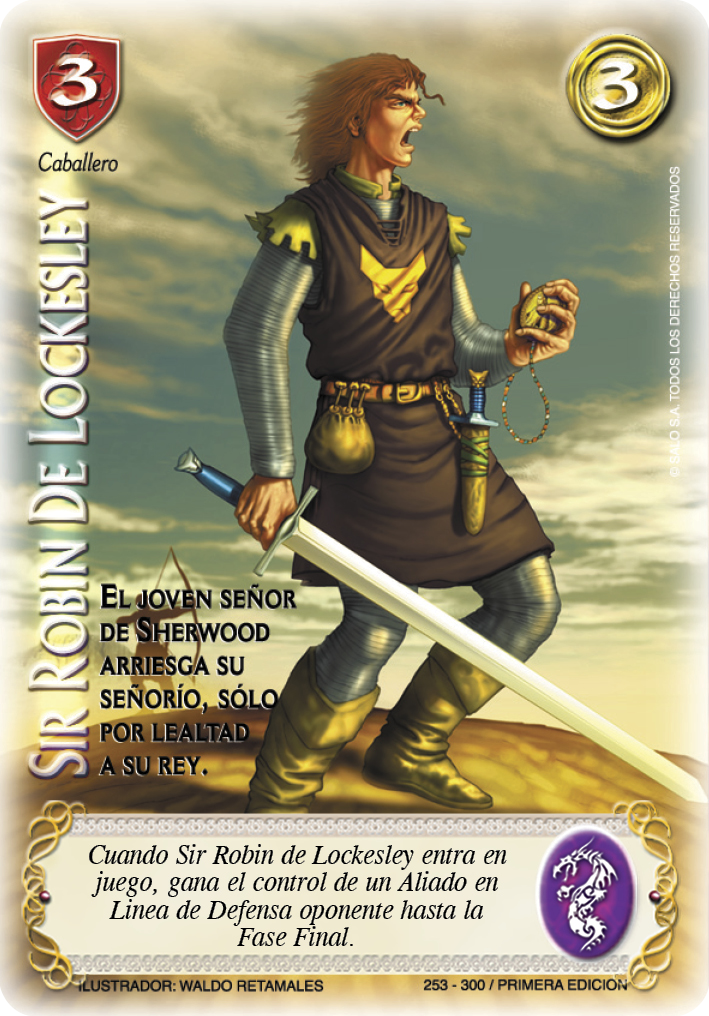 3
3
Caballero
SIR ROBIN DE LOCKESLEY
© SALO S.A. TODOS LOS DERECHOS RESERVADOS
EL JOVEN SEÑOR
DE SHERWOOD
ARRIESGA SU
SEÑORÍO, SÓLO
POR LEALTAD
A SU REY.
Cuando Sir Robin de Lockesley entra en
juego, gana el control de un Aliado en
Linea de Defensa oponente hasta la
Fase Final.
ILUSTRADOR: WALDO RETAMALES
253 - 300 / PRIMERA EDICION